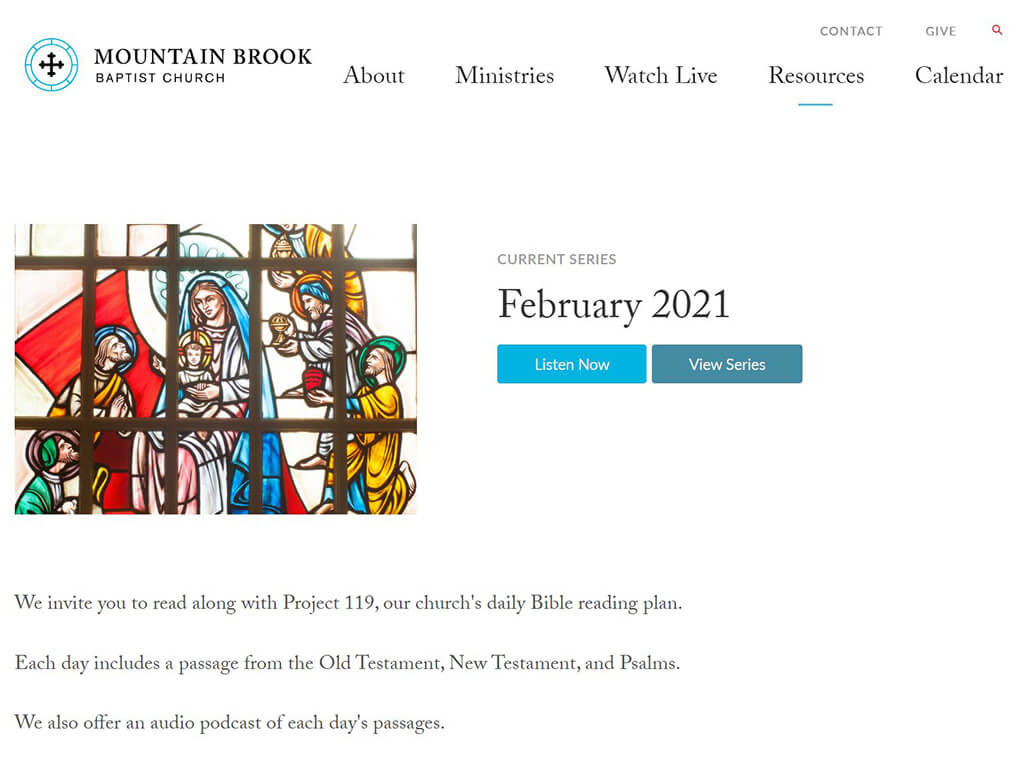 CONTACT GIVE
MOUNTAIN BROOK
BAPTIST CHURCH
About Ministries Watch Live Resources Calendar
CURRENT SERIES
February 2021
Listen Now View Series
We invite you to read along with Project 119, our church's daily Bible reading plan.
Each day includes a passage from the Old Testament, New Testament, and Psalms.
We also offer an audio podcast of each day's passages.